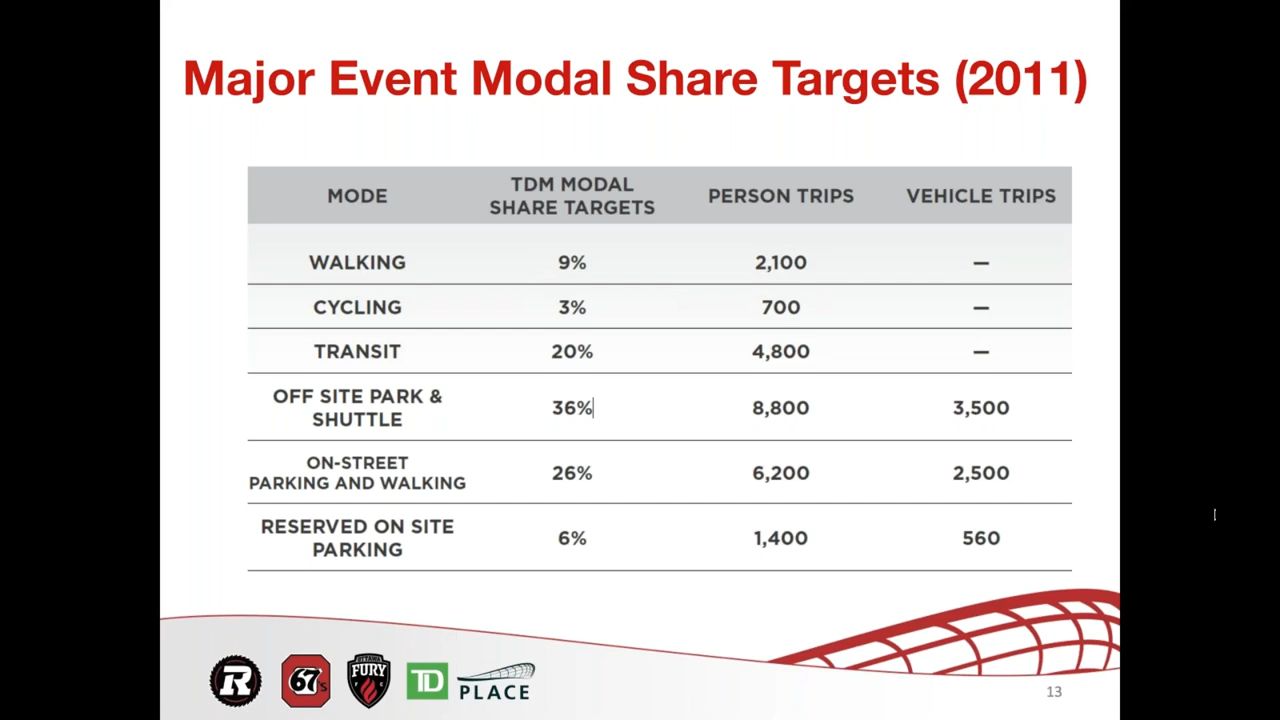 Major Event Modal Share Targets (2011)
MODE
TDM MODAL
SHARE TARGETS
PERSON TRIPS
VEHICLE TRIPS
WALKING
9%
2,100
—
CYCLING
3%
700
—
TRANSIT
20%
4,800
—
OFF SITE PARK &
SHUTTLE
36%
8,800
3,500
ON-STREET
PARKING AND WALKING
26%
6,200
2,500
RESERVED ON SITE
PARKING
6%
1,400
560
R
67's
OTTAWA
FURY
FC
TD
PLACE
13